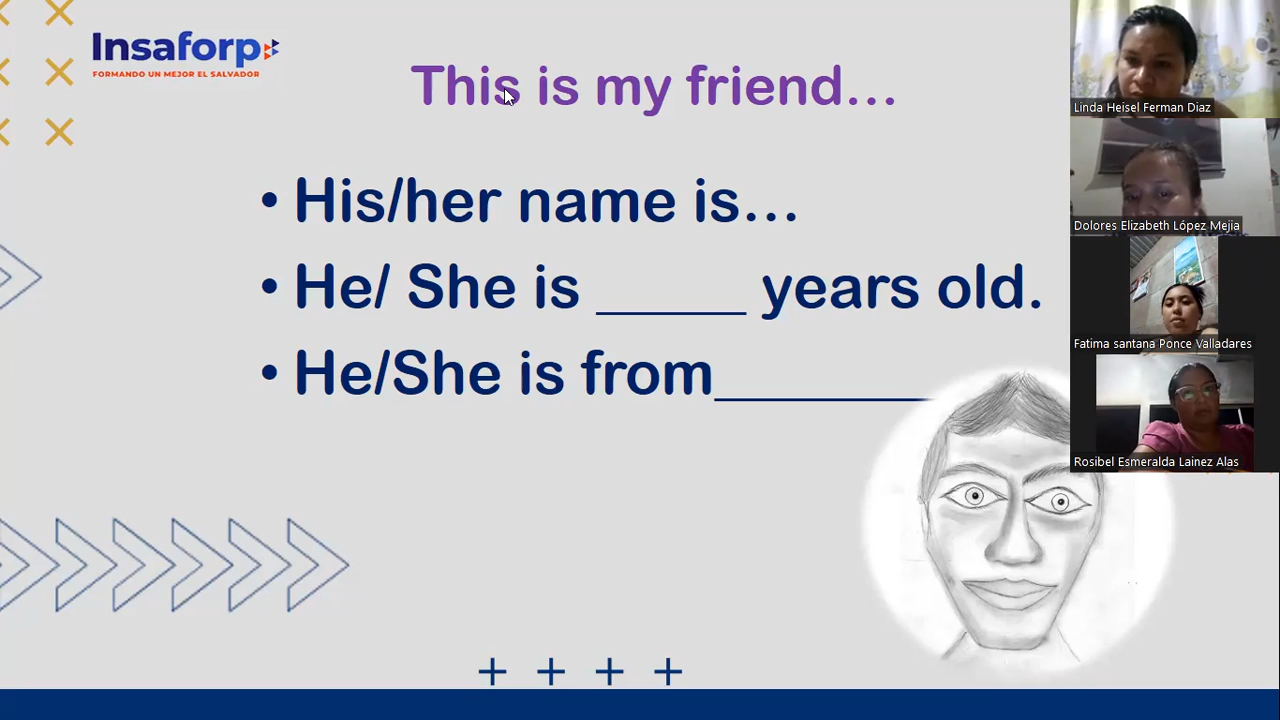 Insaforp
FORMANDO UN MEJOR EL SALVADOR
This is my friend...
• His/her name is...
• He/ She is _____ years old.
• He/She is from________
Linda Heisel Ferman Diaz
Dolores Elizabeth López Mejia
Fatima santana Ponce Valladares
Rosibel Esmeralda Lainez Alas